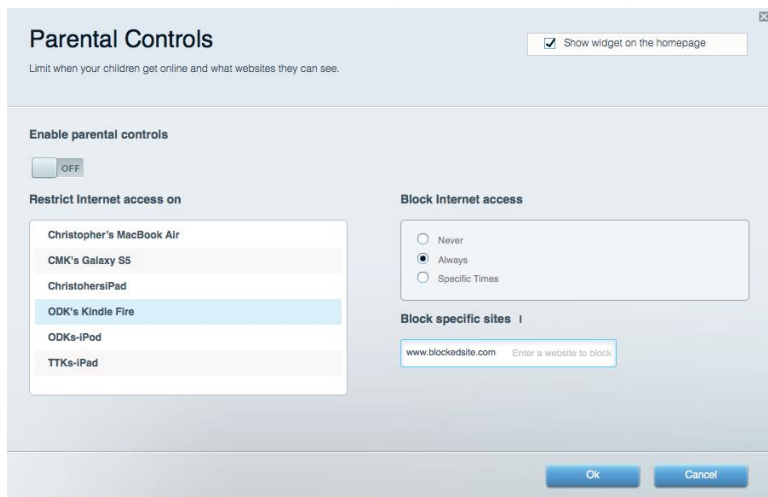 Parental Controls
Show widget on the homepage
Limit when your children get online and what websites they can see.
Enable parental controls
OFF
Restrict Internet access on
Christopher's MacBook Air
CMK's Galaxy S5
ChristohersiPad
ODK's Kindle Fire
ODKs-iPod
TTKs-iPad
Block Internet access
Never
Always
Specific Times
Block specific sites I
www.blockedsite.com Enter a website to block
Ok Cancel